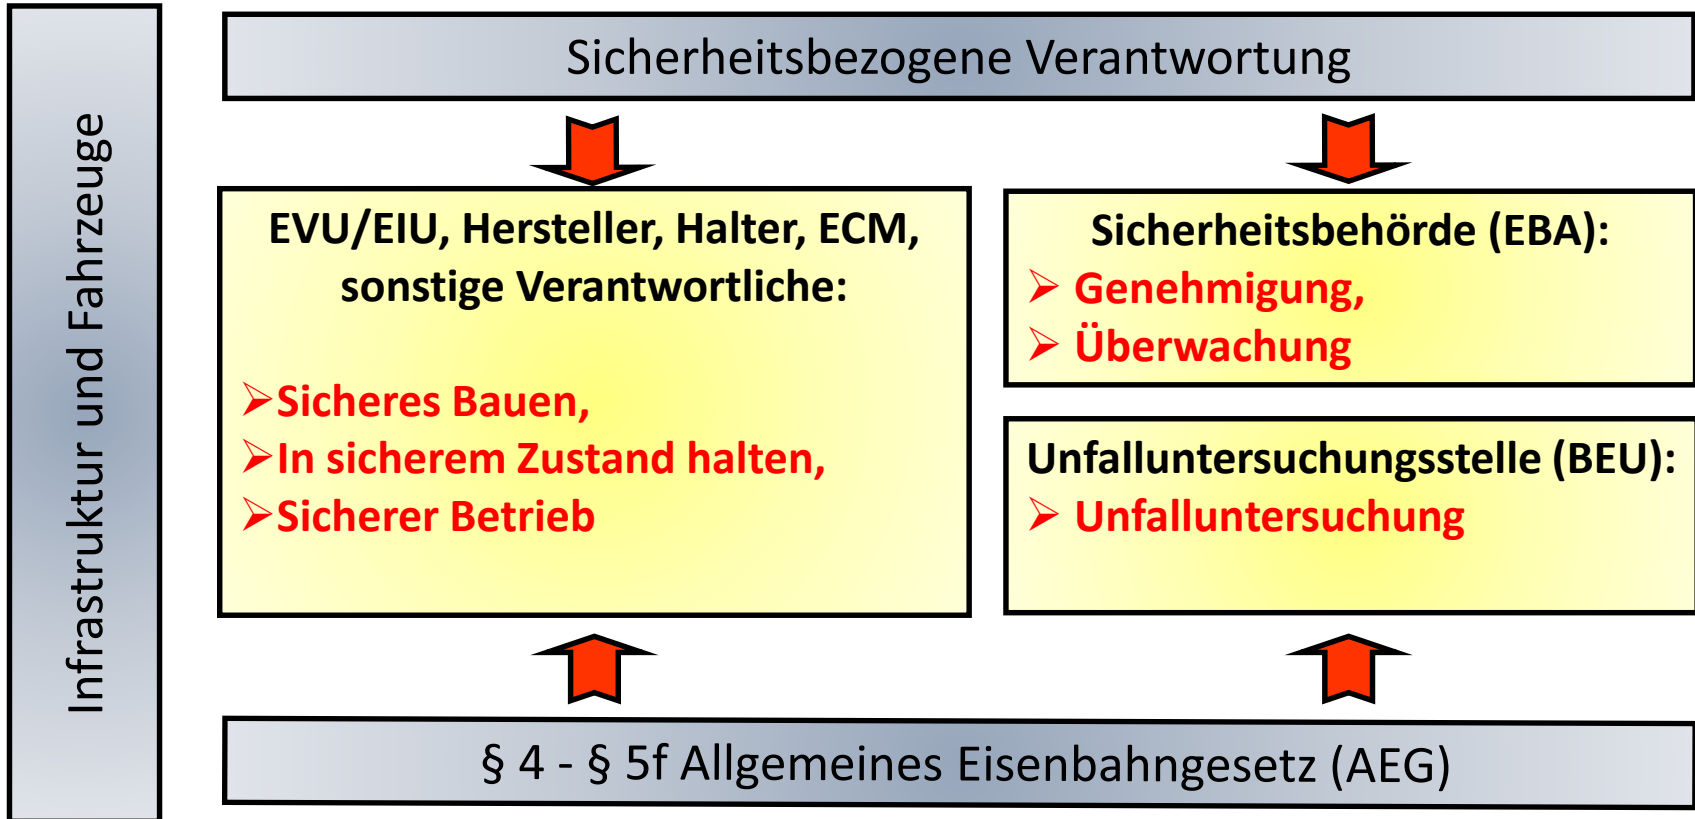 Infrastruktur und Fahrzeuge
Sicherheitsbezogene Verantwortung
EVU/EIU, Hersteller, Halter, ECM,
sonstige Verantwortliche:
➢Sicheres Bauen,
➢In sicherem Zustand halten,
➢Sicherer Betrieb
Sicherheitsbehörde (EBA):
➢ Genehmigung,
➢ Überwachung
Unfalluntersuchungsstelle (BEU):
➢ Unfalluntersuchung
§ 4 - § 5f Allgemeines Eisenbahngesetz (AEG)